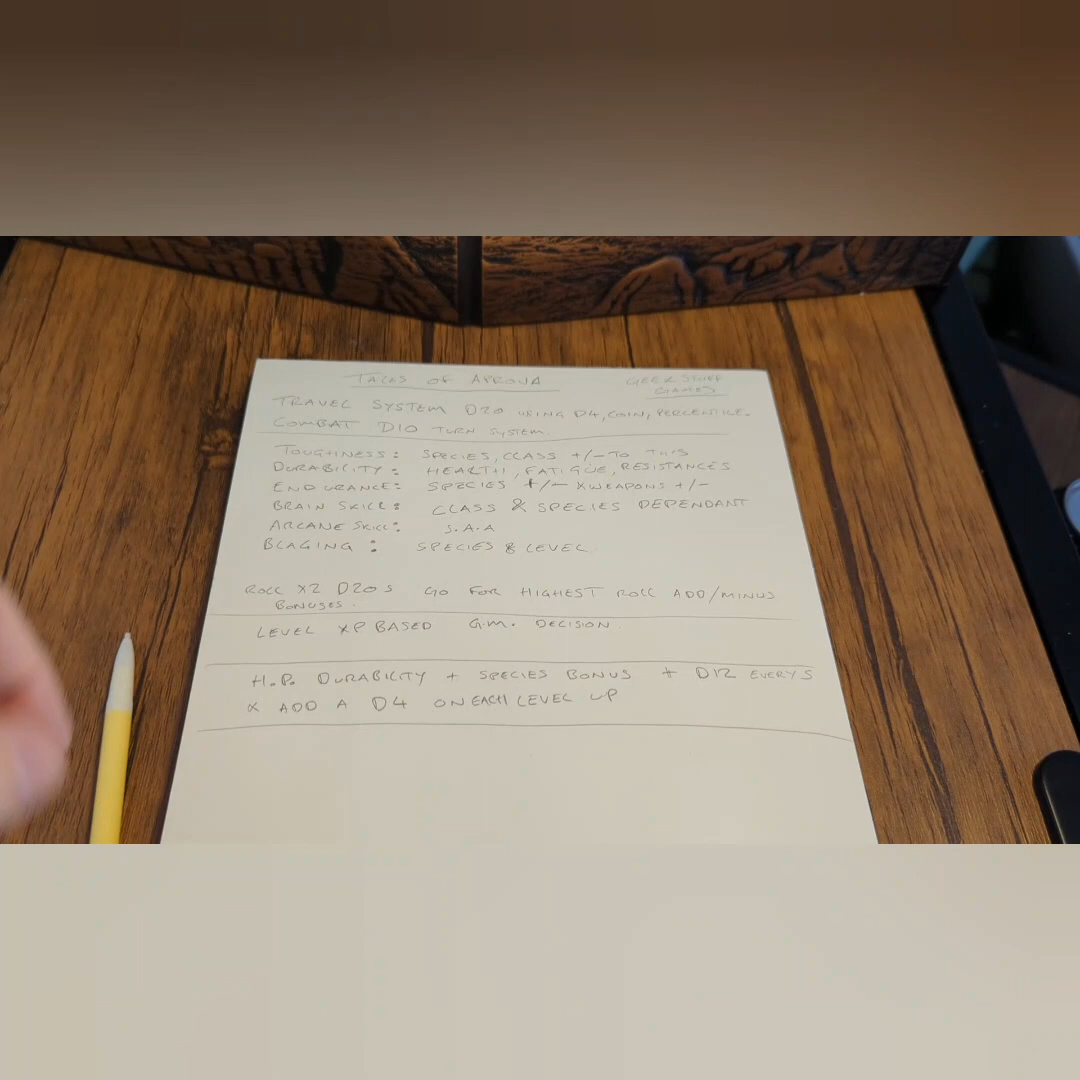 TALES OF APROVA
GEEK STUFF
GAMES
TRAVEL SYSTEM D20 USING D4, COIN, PERCENTILE.
COMBAT D10 TURN SYSTEM.
TOUGHNESS: SPECIES, CLASS +/- TO THIS
DURABILITY: HEALTH, FATIGUE, RESISTANCES
ENDURANCE: SPECIES +/- & WEAPONS +/-
BRAIN SKILL: CLASS & SPECIES DEPENDANT
ARCANE SKILL: S.A.A
BLAGING: SPECIES & LEVEL
ROLL X2 D20S GO FOR HIGHEST ROLL ADD/MINUS
BONUSES.
LEVEL XP BASED G.M. DECISION
H.P. DURABILITY + SPECIES BONUS + D12 EVERY 5
& ADD A D4 ON EACH LEVEL UP